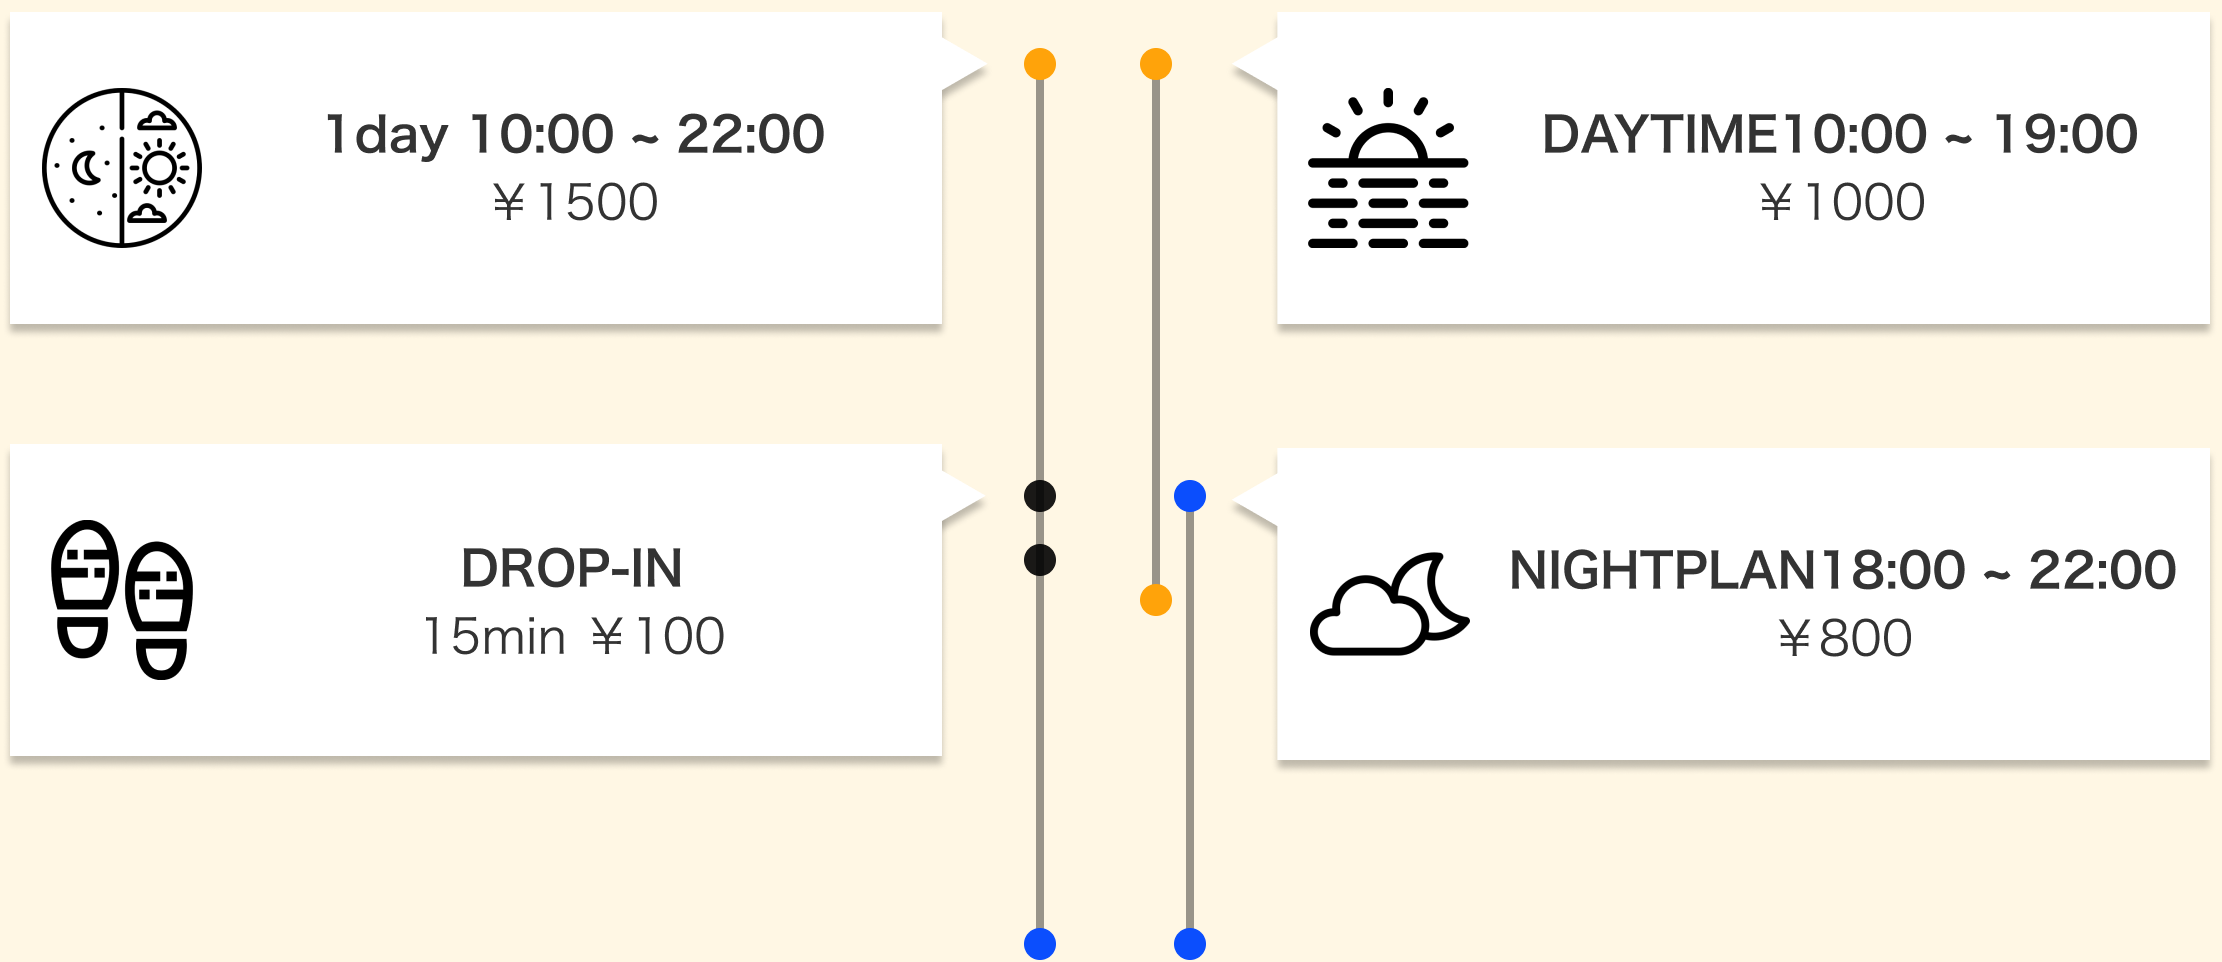 1day 10:00 ~ 22:00
¥1500
DAYTIME10:00 ~ 19:00
¥1000
DROP-IN
15min ¥100
NIGHTPLAN18:00 ~ 22:00
¥800